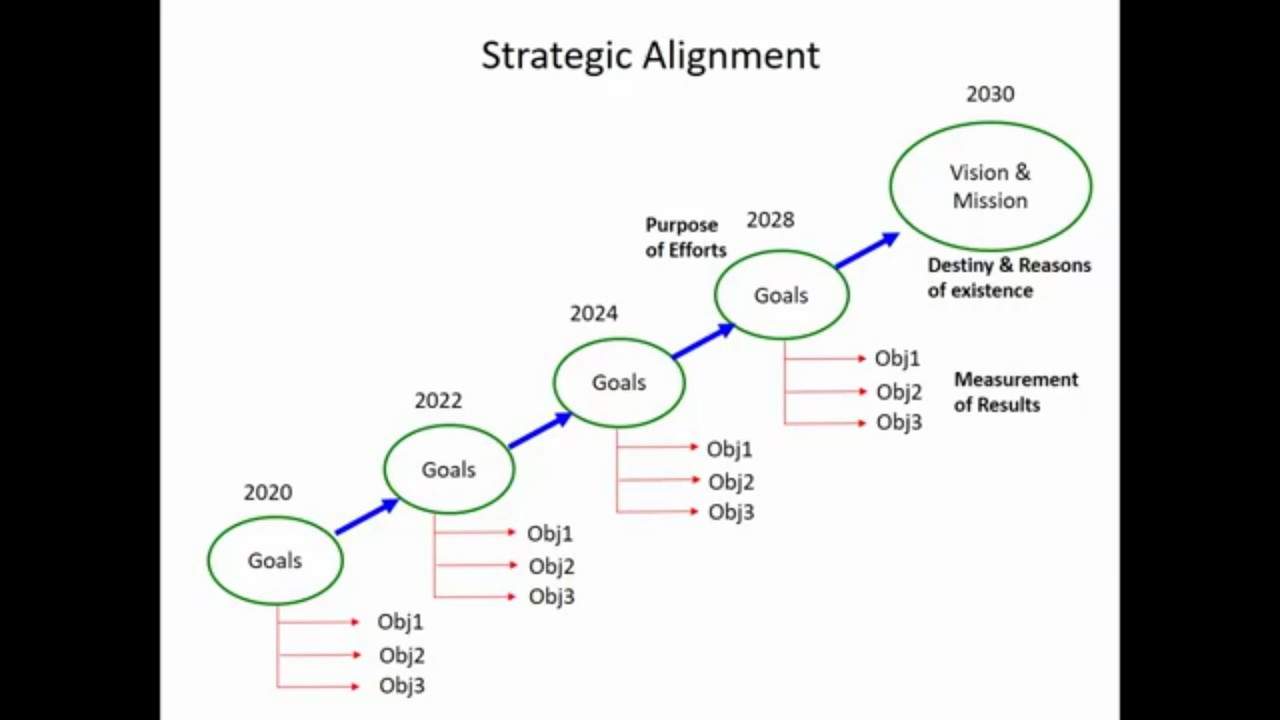 Strategic Alignment
2030
Vision &
Mission
Destiny & Reasons
of existence
Purpose
of Efforts
2028
Goals
Obj1
Obj2
Obj3
Measurement
of Results
2024
Goals
Obj1
Obj2
Obj3
2022
Goals
Obj1
Obj2
Obj3
2020
Goals
Obj1
Obj2
Obj3